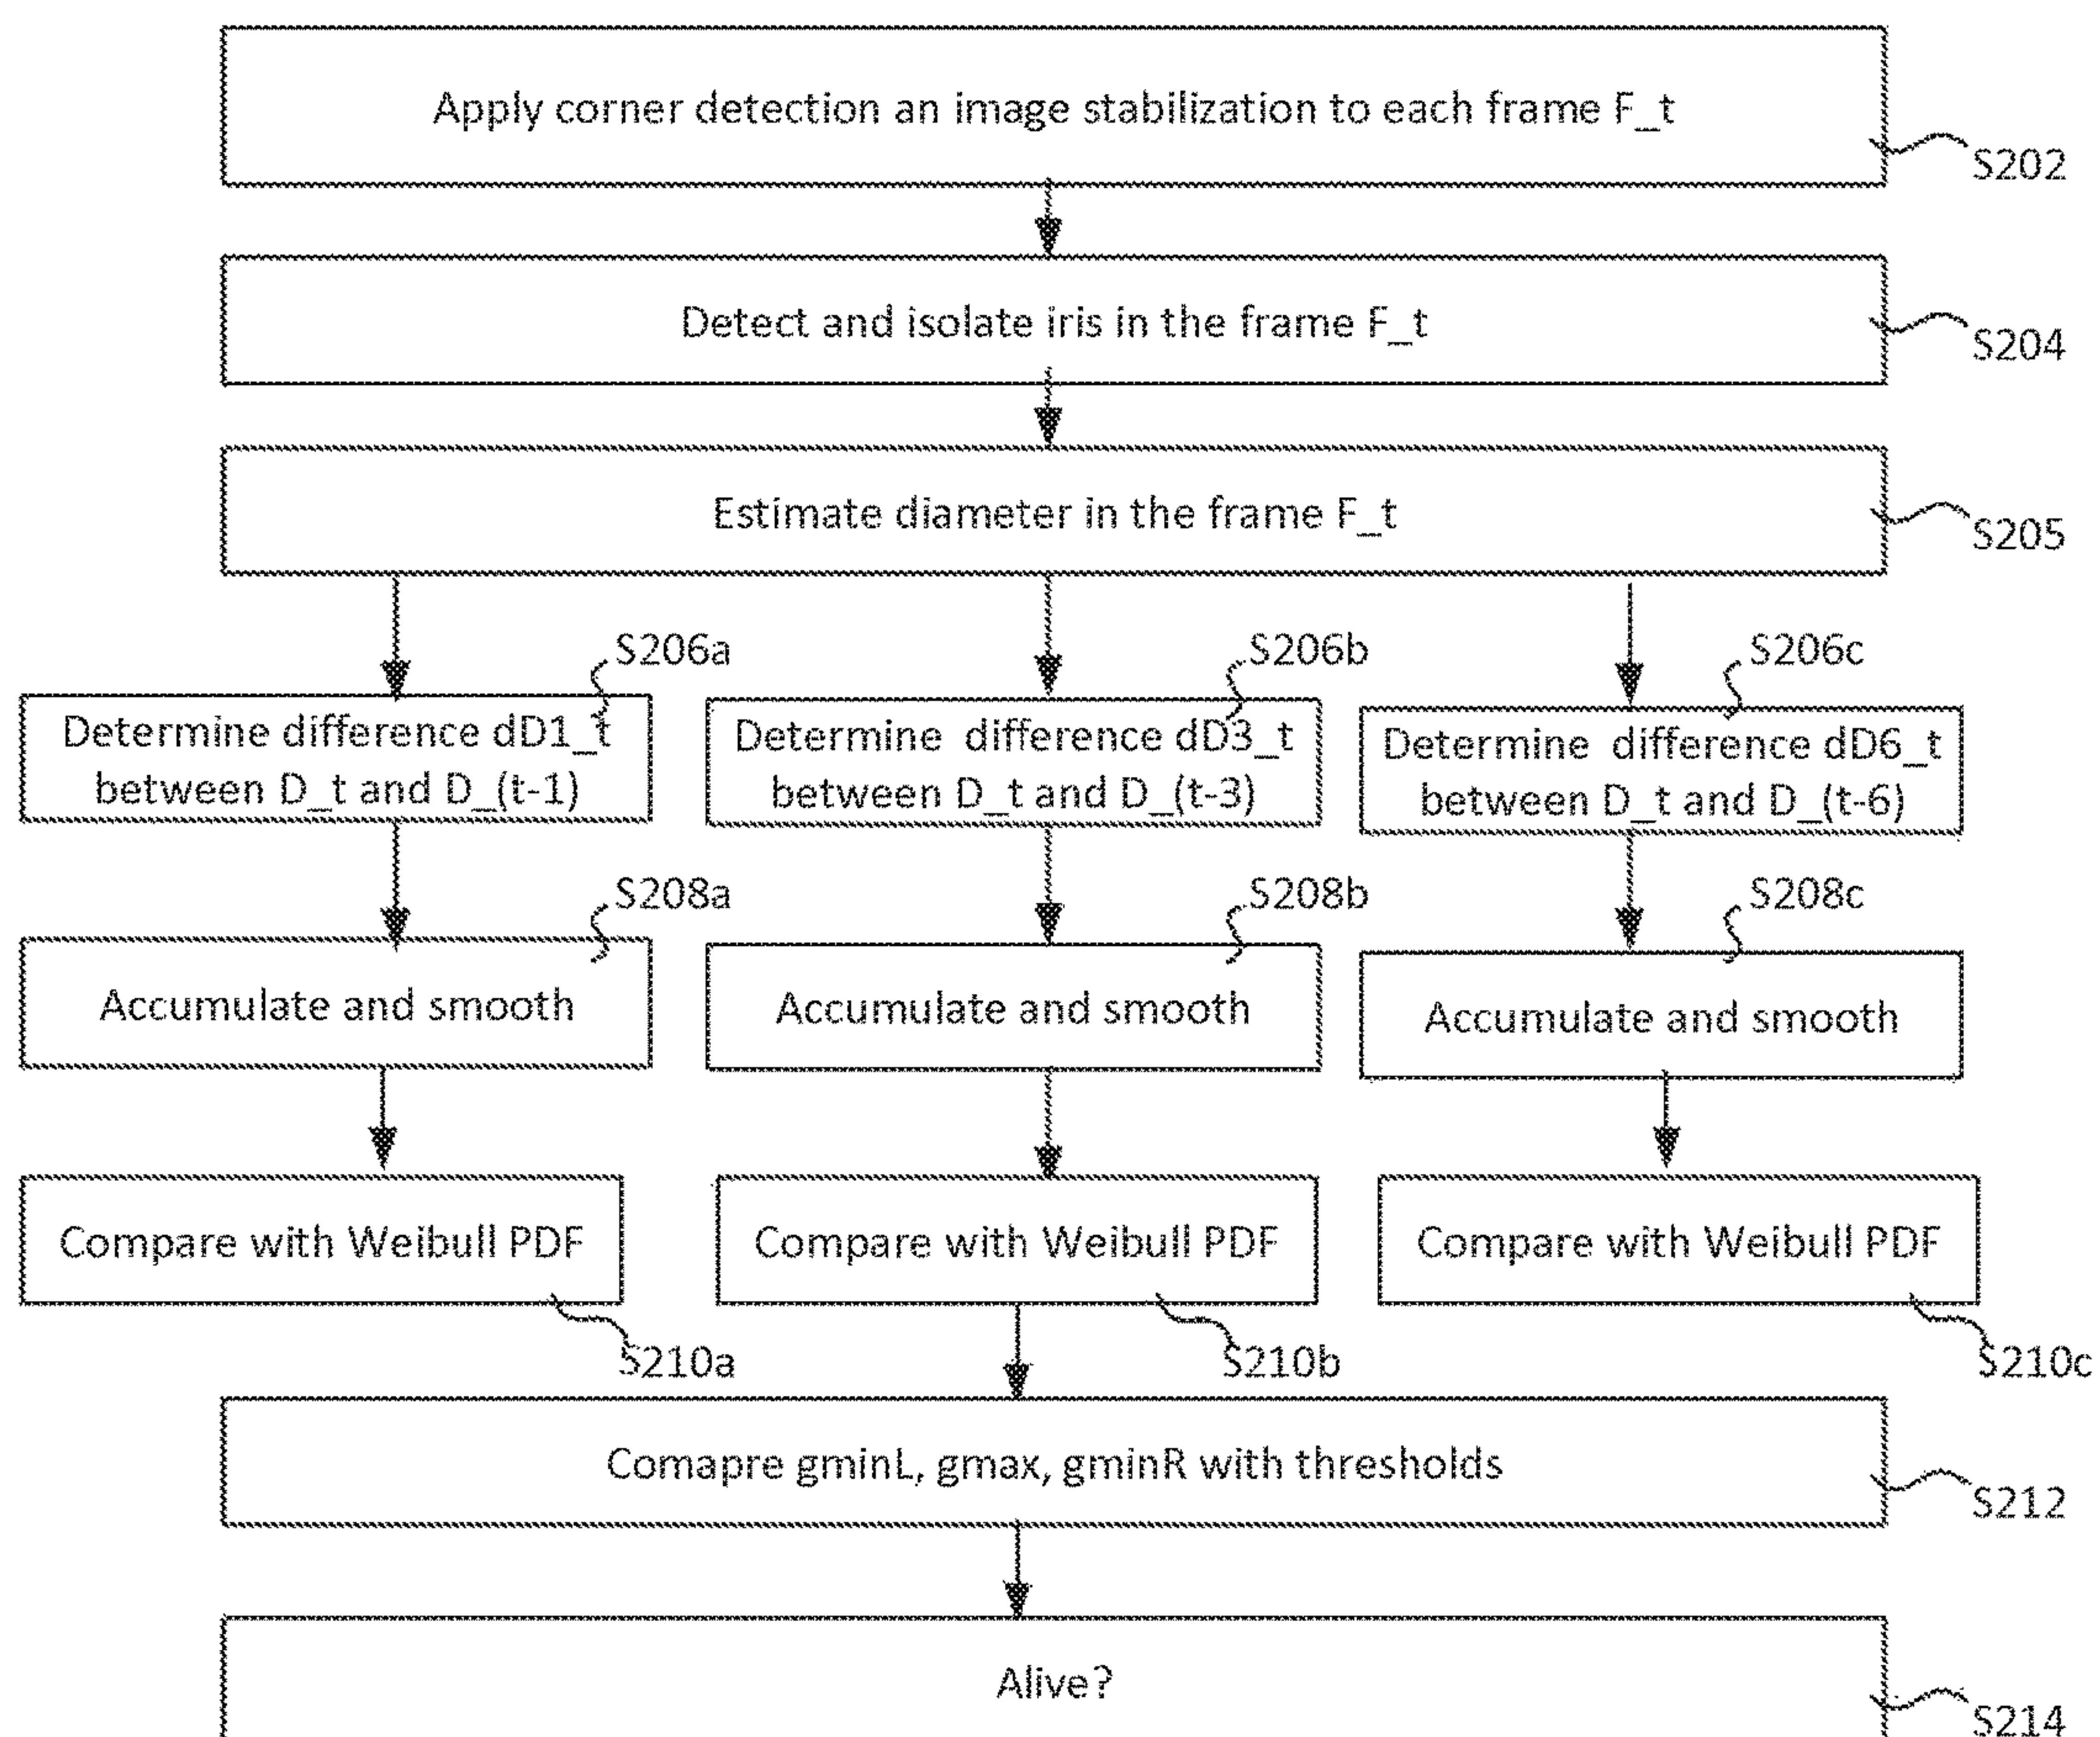 Apply corner detection an image stabilization to each frame F_t
S202
Detect and isolate iris in the frame F_t
S204
Estimate diameter in the frame F_t
S205
S206a
S206b
S206c
Determine difference dD1_t
between D_t and D_(t-1)
Determine difference dD3_t
between D_t and D_(t-3)
Determine difference dD6_t
between D_t and D_(t-6)
S208a
S208b
S208c
Accumulate and smooth
Accumulate and smooth
Accumulate and smooth
Compare with Weibull PDF
Compare with Weibull PDF
Compare with Weibull PDF
S210a
S210b
S210c
Comapre gminL, gmax, gminR with thresholds
S212
Alive?
S214